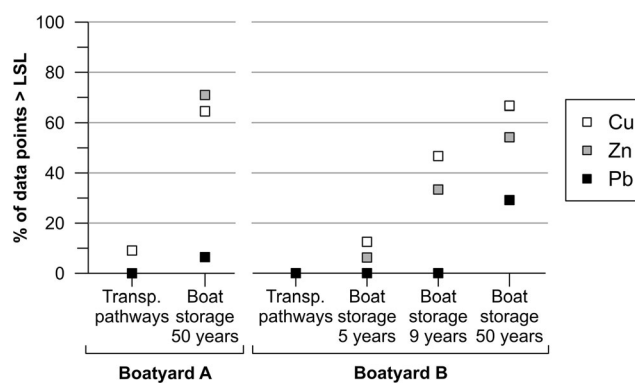 % of data points > LSL
100
80
60
40
20
0
Transp.
pathways
Boat
storage
50 years
Transp.
pathways
Boat
storage
5 years
Boat
storage
9 years
Boat
storage
50 years
Boatyard A
Boatyard B
Cu
Zn
Pb